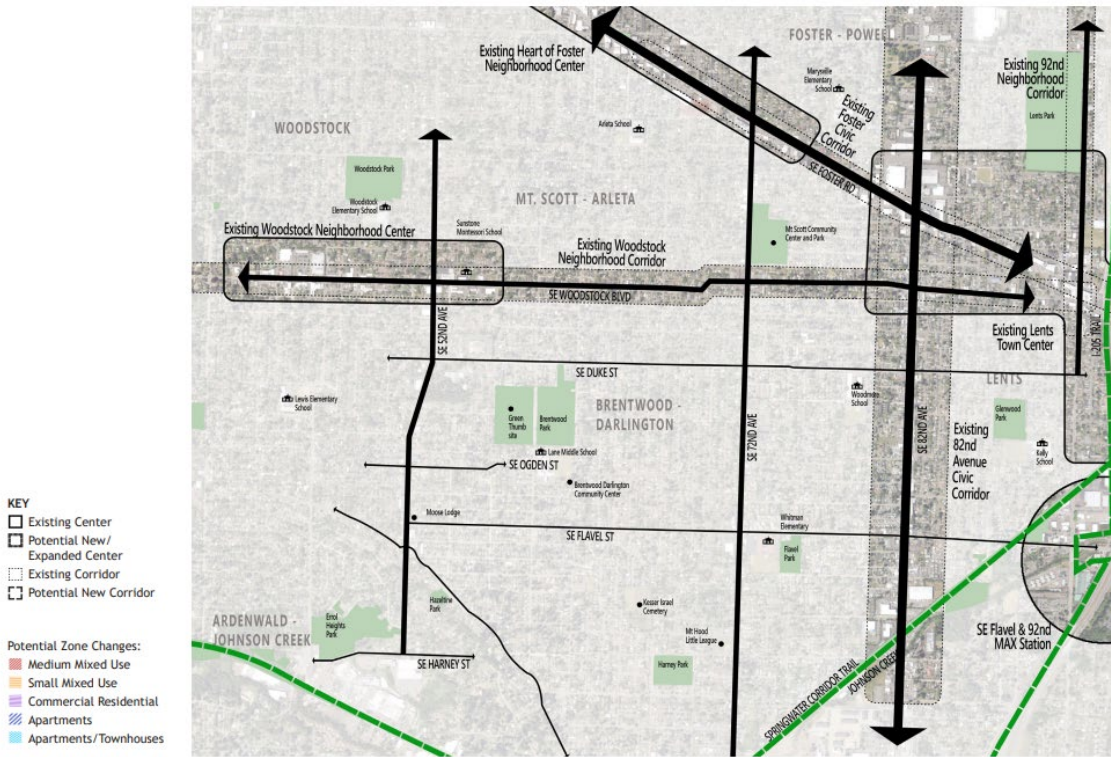 KEY
Existing Center
Potential New/
Expanded Center
Existing Corridor
Potential New Corridor
Potential Zone Changes:
Medium Mixed Use
Small Mixed Use
Commercial Residential
Apartments
Apartments/Townhouses
FOSTER - POWELL
Existing Heart of Foster
Neighborhood Center
Marysville
Elementary
School
Existing 92nd
Neighborhood
Corridor
Existing
Foster
Civic
Corridor
Lents Park
WOODSTOCK
Arleta School
Woodstock Park
SE FOSTER RD
Woodstock
Elementary School
MT. SCOTT - ARLETA
Existing Woodstock Neighborhood Center
Sunstone
Montessori School
Existing Woodstock
Neighborhood Corridor
Mt Scott Community
Center and Park
SE WOODSTOCK BLVD
SE 52ND AVE
Existing Lents
Town Center
I-205 TRAIL
SE DUKE ST
LENTS
Lewis Elementary
School
Green
Thumb
site
Brentwood
Park
BRENTWOOD -
DARLINGTON
SE 72ND AVE
Woodmere
School
SE 82ND AVE
Glenwood
Park
Existing
82nd
Avenue
Civic
Corridor
Kelly
School
Lane Middle School
SE OGDEN ST
Brentwood Darlington
Community Center
Moose Lodge
SE FLAVEL ST
Whitman
Elementary
Flavel
Park
Hazeltine
Park
Kesser Israel
Cemetery
ARDENWALD -
JOHNSON CREEK
Errol
Heights
Park
Mt Hood
Little League
SE Flavel & 92nd
MAX Station
SE HARNEY ST
Harney Park
SPRINGWATER CORRIDOR TRAIL
JOHNSON CREEK